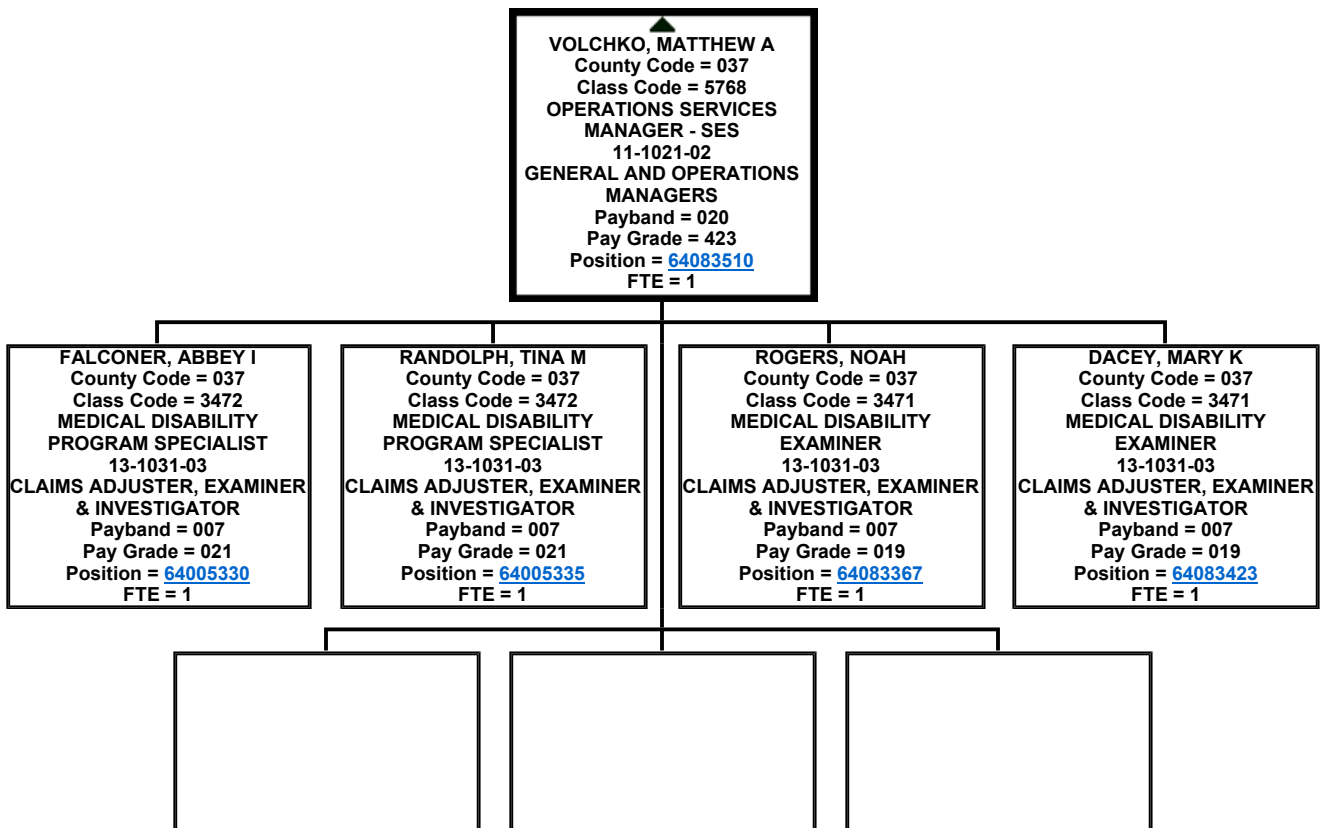 VOLCHKO, MATTHEW A
County Code = 037
Class Code = 5768
OPERATIONS SERVICES
MANAGER - SES
11-1021-02
GENERAL AND OPERATIONS
MANAGERS
Payband = 020
Pay Grade = 423
Position = 64083510
FTE = 1
FALCONER, ABBEY I
County Code = 037
Class Code = 3472
MEDICAL DISABILITY
PROGRAM SPECIALIST
13-1031-03
CLAIMS ADJUSTER, EXAMINER
& INVESTIGATOR
Payband = 007
Pay Grade = 021
Position = 64005330
FTE = 1
RANDOLPH, TINA M
County Code = 037
Class Code = 3472
MEDICAL DISABILITY
PROGRAM SPECIALIST
13-1031-03
CLAIMS ADJUSTER, EXAMINER
& INVESTIGATOR
Payband = 007
Pay Grade = 021
Position = 64005335
FTE = 1
ROGERS, NOAH
County Code = 037
Class Code = 3471
MEDICAL DISABILITY
EXAMINER
13-1031-03
CLAIMS ADJUSTER, EXAMINER
& INVESTIGATOR
Payband = 007
Pay Grade = 019
Position = 64083367
FTE = 1
DACEY, MARY K
County Code = 037
Class Code = 3471
MEDICAL DISABILITY
EXAMINER
13-1031-03
CLAIMS ADJUSTER, EXAMINER
& INVESTIGATOR
Payband = 007
Pay Grade = 019
Position = 64083423
FTE = 1